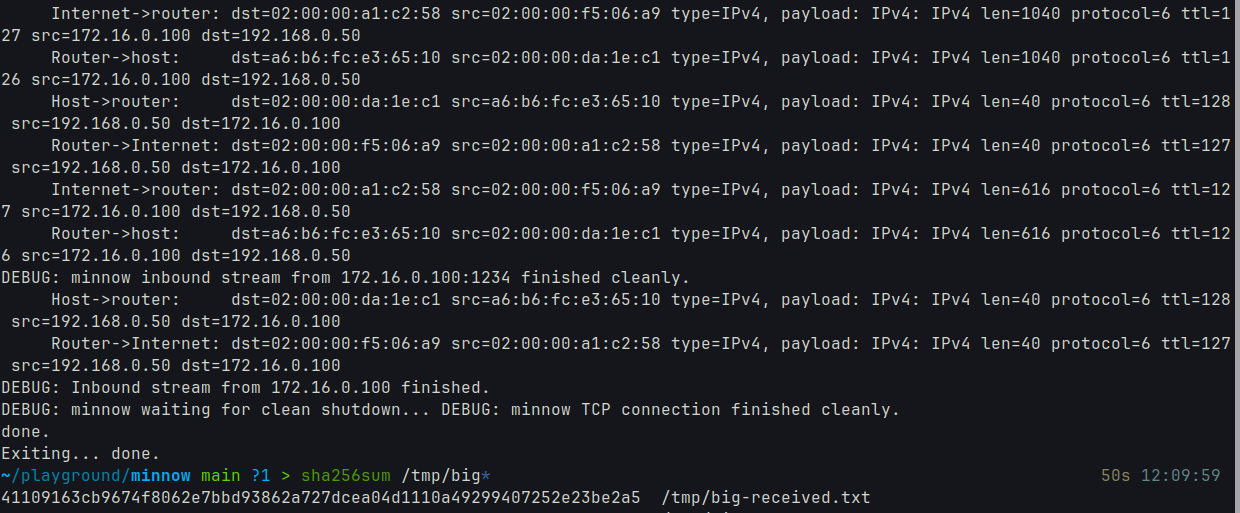 Internet->router: dst=02:00:00:a1:c2:58 src=02:00:00:f5:06:a9 type=IPv4, payload: IPv4: IPv4 len=1040 protocol=6 ttl=1
27 src=172.16.0.100 dst=192.168.0.50
Router->host:     dst=a6:b6:fc:e3:65:10 src=02:00:00:da:1e:c1 type=IPv4, payload: IPv4: IPv4 len=1040 protocol=6 ttl=1
26 src=172.16.0.100 dst=192.168.0.50
Host->router:     dst=02:00:00:da:1e:c1 src=a6:b6:fc:e3:65:10 type=IPv4, payload: IPv4: IPv4 len=40 protocol=6 ttl=128
src=192.168.0.50 dst=172.16.0.100
Router->Internet: dst=02:00:00:f5:06:a9 src=02:00:00:a1:c2:58 type=IPv4, payload: IPv4: IPv4 len=40 protocol=6 ttl=127
src=192.168.0.50 dst=172.16.0.100
Internet->router: dst=02:00:00:a1:c2:58 src=02:00:00:f5:06:a9 type=IPv4, payload: IPv4: IPv4 len=616 protocol=6 ttl=12
7 src=172.16.0.100 dst=192.168.0.50
Router->host:     dst=a6:b6:fc:e3:65:10 src=02:00:00:da:1e:c1 type=IPv4, payload: IPv4: IPv4 len=616 protocol=6 ttl=12
6 src=172.16.0.100 dst=192.168.0.50
DEBUG: minnow inbound stream from 172.16.0.100:1234 finished cleanly.
Host->router:     dst=02:00:00:da:1e:c1 src=a6:b6:fc:e3:65:10 type=IPv4, payload: IPv4: IPv4 len=40 protocol=6 ttl=128
src=192.168.0.50 dst=172.16.0.100
Router->Internet: dst=02:00:00:f5:06:a9 src=02:00:00:a1:c2:58 type=IPv4, payload: IPv4: IPv4 len=40 protocol=6 ttl=127
src=192.168.0.50 dst=172.16.0.100
DEBUG: Inbound stream from 172.16.0.100 finished.
DEBUG: minnow waiting for clean shutdown... DEBUG: minnow TCP connection finished cleanly.
done.
Exiting... done.
~/playground/minnow main ?1 > sha256sum /tmp/big* 50s 12:09:59
41109163cb9674f8062e7bbd93862a727dcea04d1110a49299407252e23be2a5  /tmp/big-received.txt